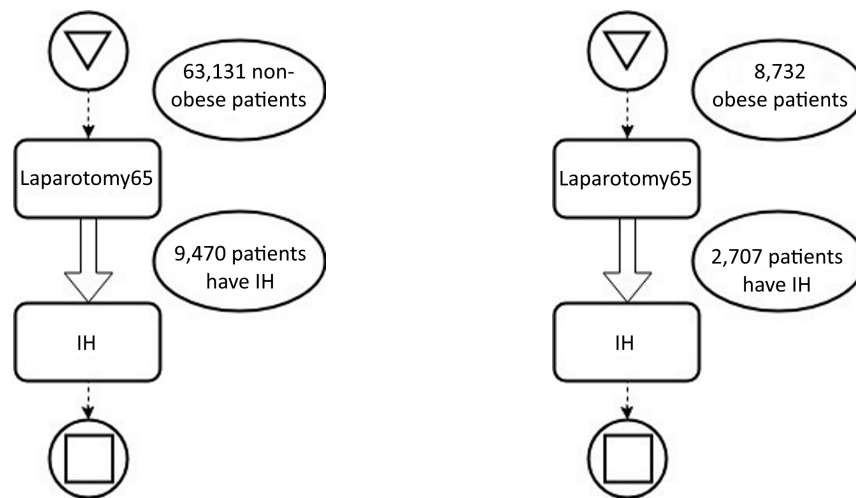 63,131 non-
obese patients
Laparotomy65
9,470 patients
have IH
IH
8,732
obese patients
Laparotomy65
2,707 patients
have IH
IH